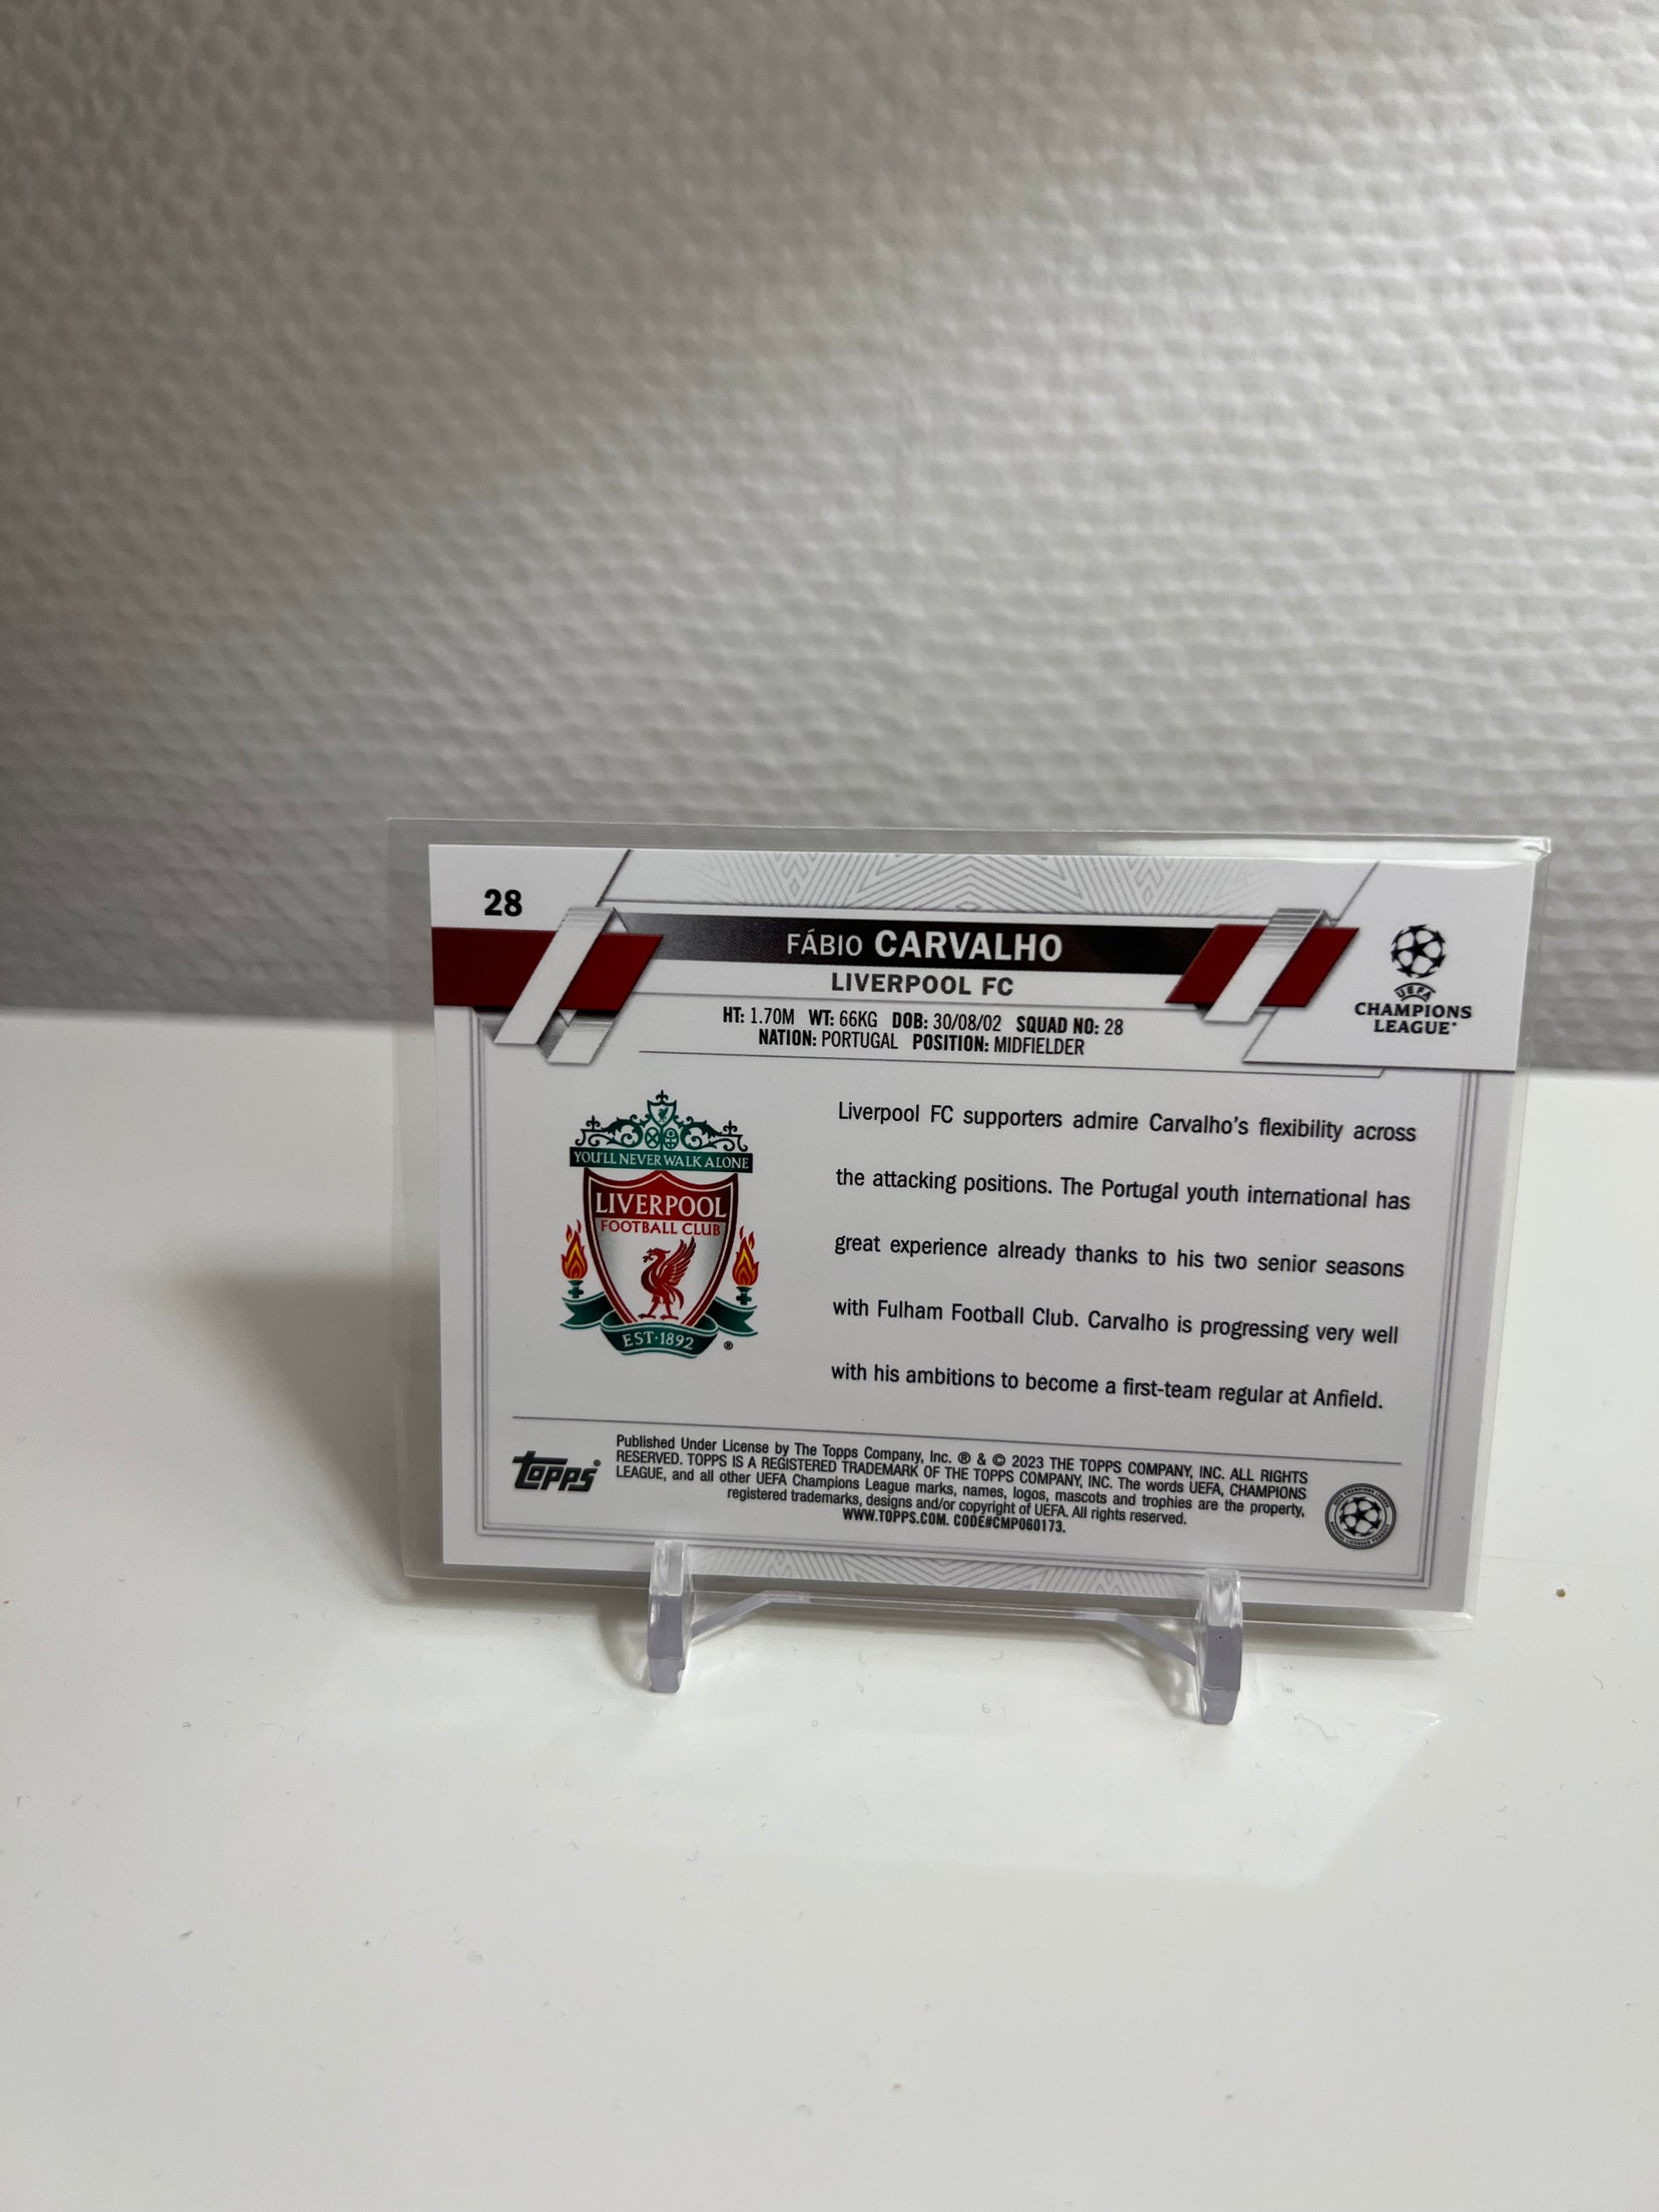 28
FÁBIO CARVALHO
LIVERPOOL FC
HT: 1.70M WT: 66KG DOB: 30/08/02 SQUAD NO: 28
NATION: PORTUGAL POSITION: MIDFIELDER
UEFA
CHAMPIONS
LEAGUE®
YOU'LL NEVER WALK ALONE
LIVERPOOL
FOOTBALL CLUB
EST·1892
®
Liverpool FC supporters admire Carvalho's flexibility across
the attacking positions. The Portugal youth international has
great experience already thanks to his two senior seasons
with Fulham Football Club. Carvalho is progressing very well
with his ambitions to become a first-team regular at Anfield.
topps®
Published Under License by The Topps Company, Inc. ® & © 2023 THE TOPPS COMPANY, INC. ALL RIGHTS
RESERVED. TOPPS IS A REGISTERED TRADEMARK OF THE TOPPS COMPANY, INC. The words UEFA, CHAMPIONS
LEAGUE, and all other UEFA Champions League marks, names, logos, mascots and trophies are the property,
registered trademarks, designs and/or copyright of UEFA. All rights reserved.
WWW.TOPPS.COM. CODE#CMP060173.